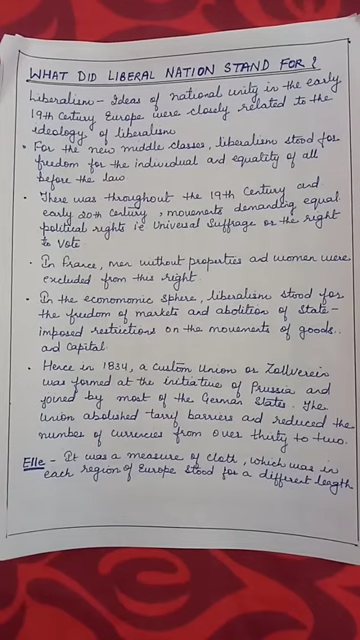 WHAT DID LIBERAL NATION STAND FOR?
Liberalism - Ideas of national unity in the early
19th Century Europe were closely related to the
ideology of liberalism
• For the new middle classes, liberalism stood for
freedom for the individual and equality of all
before the law
• There was throughout the 19th Century and
early 20th Century, movements demanding equal
political rights ie Universal Suffrage or the right
to Vote.
• In France, men without properties and women were
excluded from this right.
• In the economomic sphere, liberalism stood for
the freedom of markets and abolition of State-
imposed restrictions on the movements of goods..
and Capital.
• Hence in 1834, a custom Union or Zollverein
was formed at the initiative of Prussia and
joined by most of the German States. The
Union abolished tarrif barriers and reduced the
number of currencies from over thirty to two.
Elle - It was a measure of cloth, which was in
each region of Europe stood for a different length